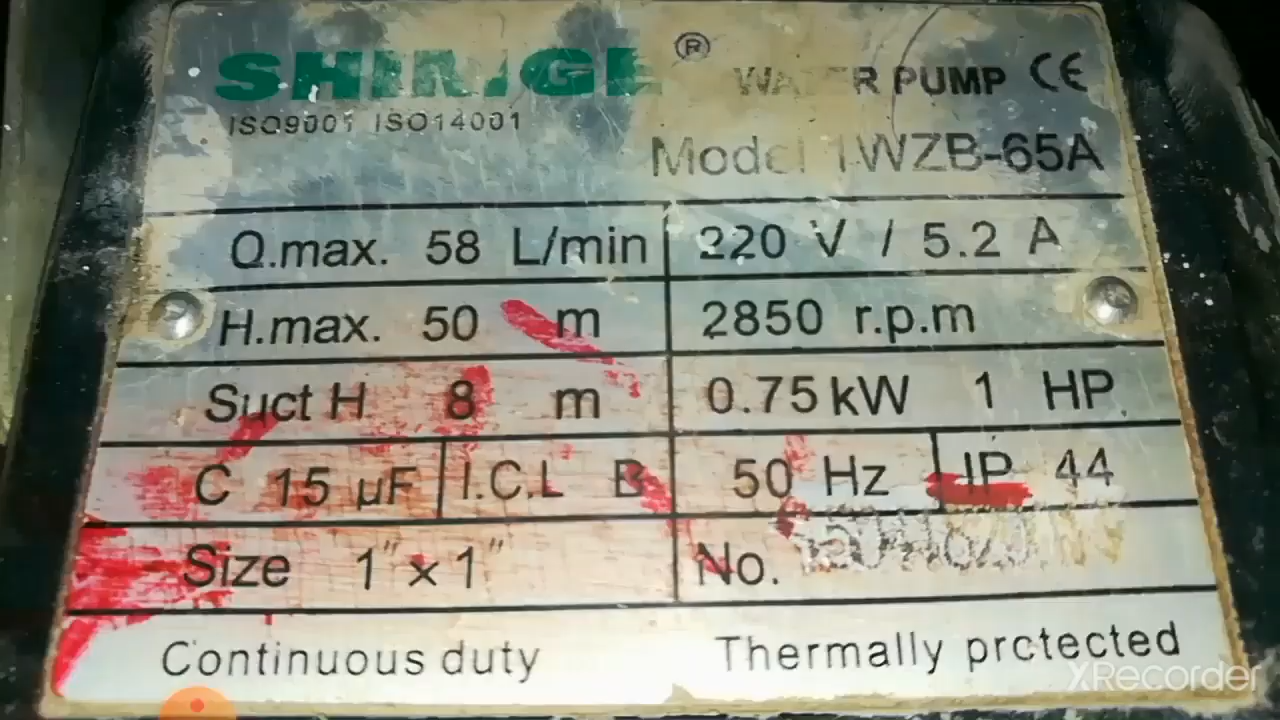 SHIMGE ®
WATER PUMP CE
ISO9001 ISO14001
Model 1WZB-65A
Q.max. 58 L/min 220 V / 5.2 A
H.max. 50 m 2850 r.p.m
Suct H 8 m 0.75 kW 1 HP
C 15 µF I.C.L B 50 Hz IP 44
Size 1" × 1" No.
Continuous duty Thermally protected
XRecorder